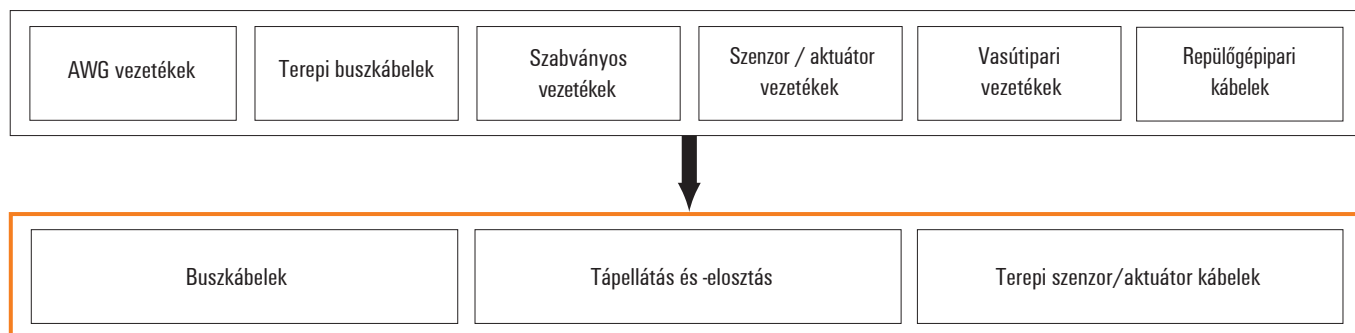 AWG vezetékek
Terepi buszkábelek
Szabványos
vezetékek
Szenzor / aktuátor
vezetékek
Vasútipari
vezetékek
Repülőgépipari
kábelek
Buszkábelek
Tápellátás és -elosztás
Terepi szenzor/aktuátor kábelek